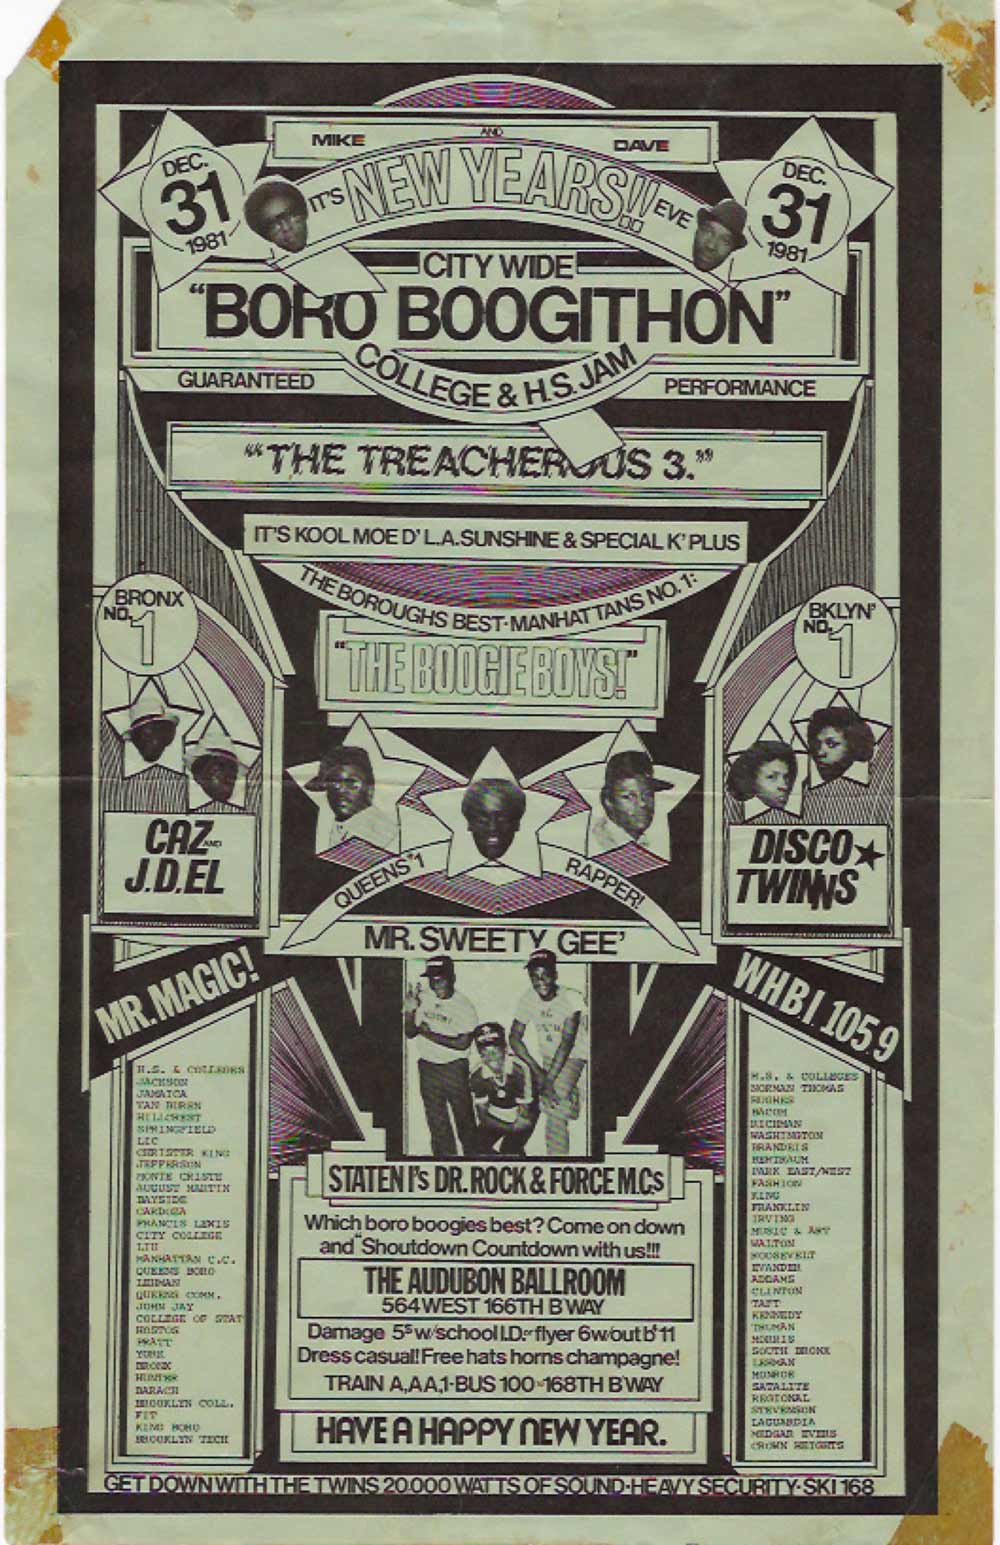 MIKE AND DAVE
DEC. 31 1981
IT'S NEW YEARS!! EVE
DEC. 31 1981
CITY WIDE
"BORO BOOGITHON"
COLLEGE & H.S. JAM
GUARANTEED
PERFORMANCE
"THE TREACHEROUS 3."
IT'S KOOL MOE D' L.A. SUNSHINE & SPECIAL K' PLUS
THE BOROUGHS BEST-MANHATTANS NO. 1:
"THE BOOGIE BOYS!"
BRONX
NO. 1
BKLYN'
NO. 1
CAZ AND
J.D.EL
DISCO
TWINNS
QUEENS #1
RAPPER!
MR. SWEETY GEE'
MR. MAGIC!
WHBI 105.9
H.S. & COLLEGES
JACKSON
JAMAICA
VAN BUREN
HILLCREST
SPRINGFIELD
LIC
CHRISTER KING
JEFFERSON
MONTE CRISTE
AUGUST MARTIN
BAYSIDE
CARDOZA
FRANCIS LEWIS
CITY COLLEGE
LIU
MANHATTAN C.C.
QUEENS BORO
LEHMAN
QUEENS COMM.
JOHN JAY
COLLEGE OF STAT
HOSTOS
PRATT
YORK
BRONX
HUNTER
BARACH
BROOKLYN COLL.
FIT
KING BORO
BROOKLYN TECH
H.S. & COLLEGES
NORMAN THOMAS
HUGHES
BACON
RICHMAN
WASHINGTON
BRANDEIS
BERTRAUM
PARK EAST/WEST
FASHION
KING
FRANKLIN
IRVING
MUSIC & ART
WALTON
ROOSEVELT
EVANDER
ADDAMS
CLINTON
TAFT
KENNEDY
TRUMAN
MORRIS
SOUTH BRONX
LEHMAN
MONROE
SATALITE
REGIONAL
STEVENSON
LAGUARDIA
MEDGAR EVERS
CROWN HEIGHTS
STATEN I's DR. ROCK & FORCE M.C.s
Which boro boogies best? Come on down
and "Shoutdown Countdown with us!!!
THE AUDUBON BALLROOM
564 WEST 166TH B'WAY
Damage 5$ w/school I.D. or flyer 6 w/out b/11
Dress casual! Free hats horns champagne!
TRAIN A,AA,1-BUS 100 168TH B'WAY
HAVE A HAPPY NEW YEAR.
GET DOWN WITH THE TWINS 20.000 WATTS OF SOUND-HEAVY SECURITY-SKI 168